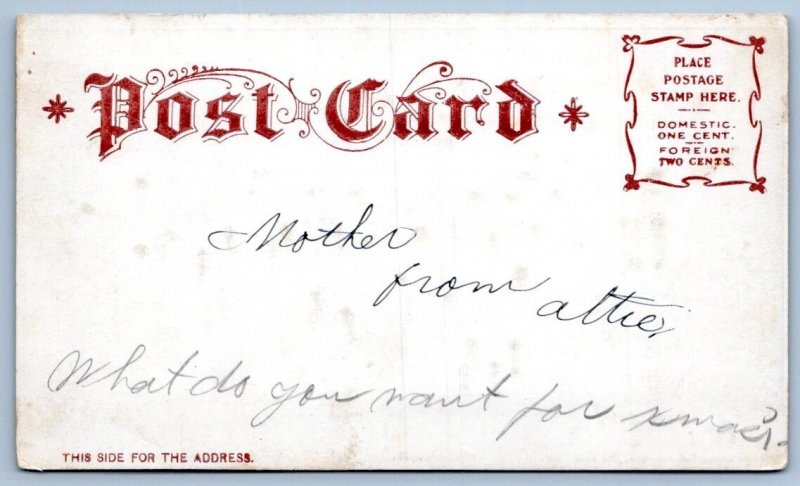 Post Card
PLACE
POSTAGE
STAMP HERE.
DOMESTIC.
ONE CENT.
FOREIGN
TWO CENTS.
Mother
from
altie,
What do you want for xmas?
THIS SIDE FOR THE ADDRESS.